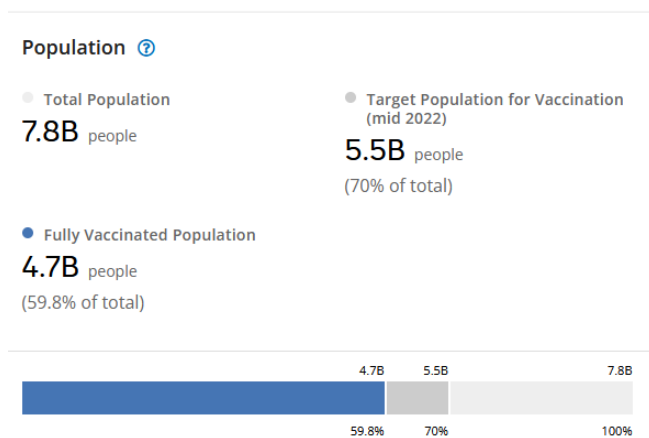 Population ?
Total Population
7.8B people
Target Population for Vaccination
(mid 2022)
5.5B people
(70% of total)
Fully Vaccinated Population
4.7B people
(59.8% of total)
4.7B 5.5B 7.8B
59.8% 70% 100%